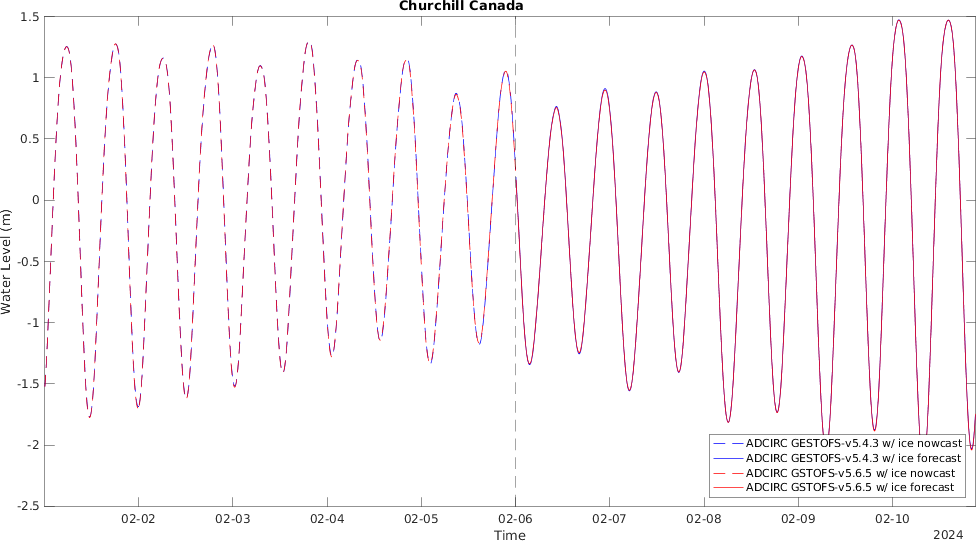 Churchill Canada
1.5
1
0.5
0
-0.5
-1
-1.5
-2
-2.5
Water Level (m)
ADCIRC GESTOFS-v5.4.3 w/ ice nowcast
ADCIRC GESTOFS-v5.4.3 w/ ice forecast
ADCIRC GSTOFS-v5.6.5 w/ ice nowcast
ADCIRC GSTOFS-v5.6.5 w/ ice forecast
02-02 02-03 02-04 02-05 02-06 02-07 02-08 02-09 02-10
Time
2024